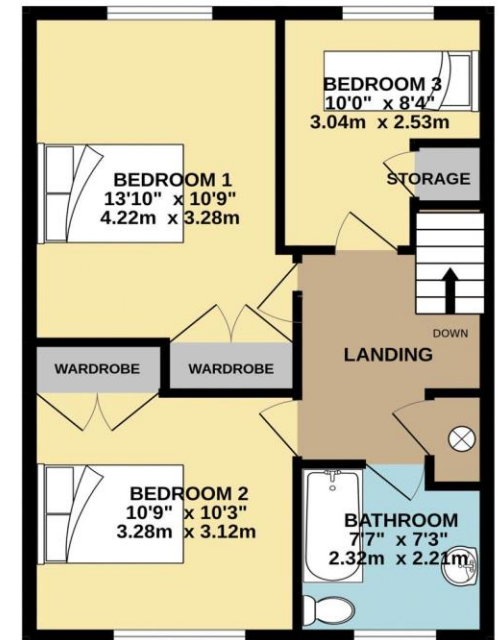 BEDROOM 1
13'10" x 10'9"
4.22m x 3.28m
BEDROOM 3
10'0" x 8'4"
3.04m x 2.53m
STORAGE
DOWN
LANDING
WARDROBE
WARDROBE
BEDROOM 2
10'9" x 10'3"
3.28m x 3.12m
BATHROOM
7'7" x 7'3"
2.32m x 2.21m